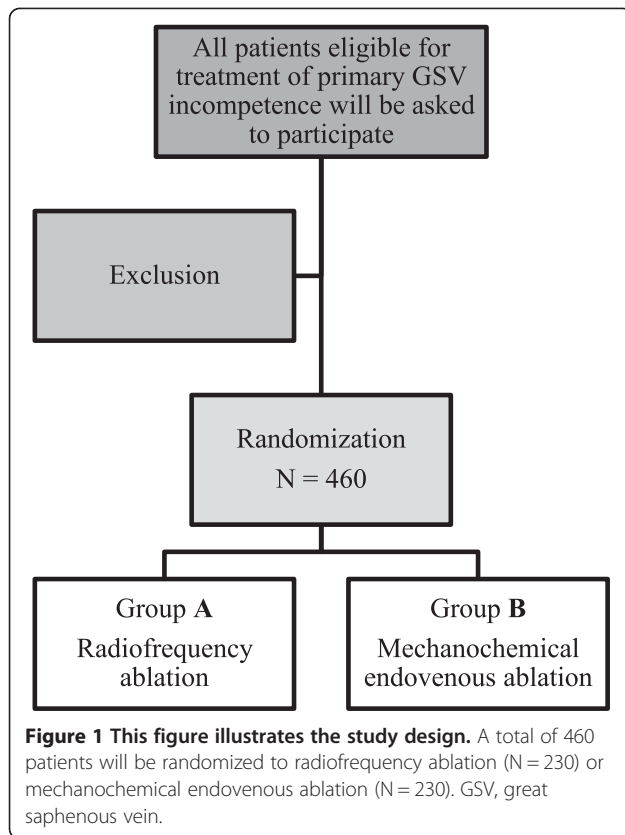 All patients eligible for
treatment of primary GSV
incompetence will be asked
to participate
Exclusion
Randomization
N = 460
Group A
Radiofrequency
ablation
Group B
Mechanochemical
endovenous ablation
Figure 1 This figure illustrates the study design. A total of 460
patients will be randomized to radiofrequency ablation (N = 230) or
mechanochemical endovenous ablation (N = 230). GSV, great
saphenous vein.